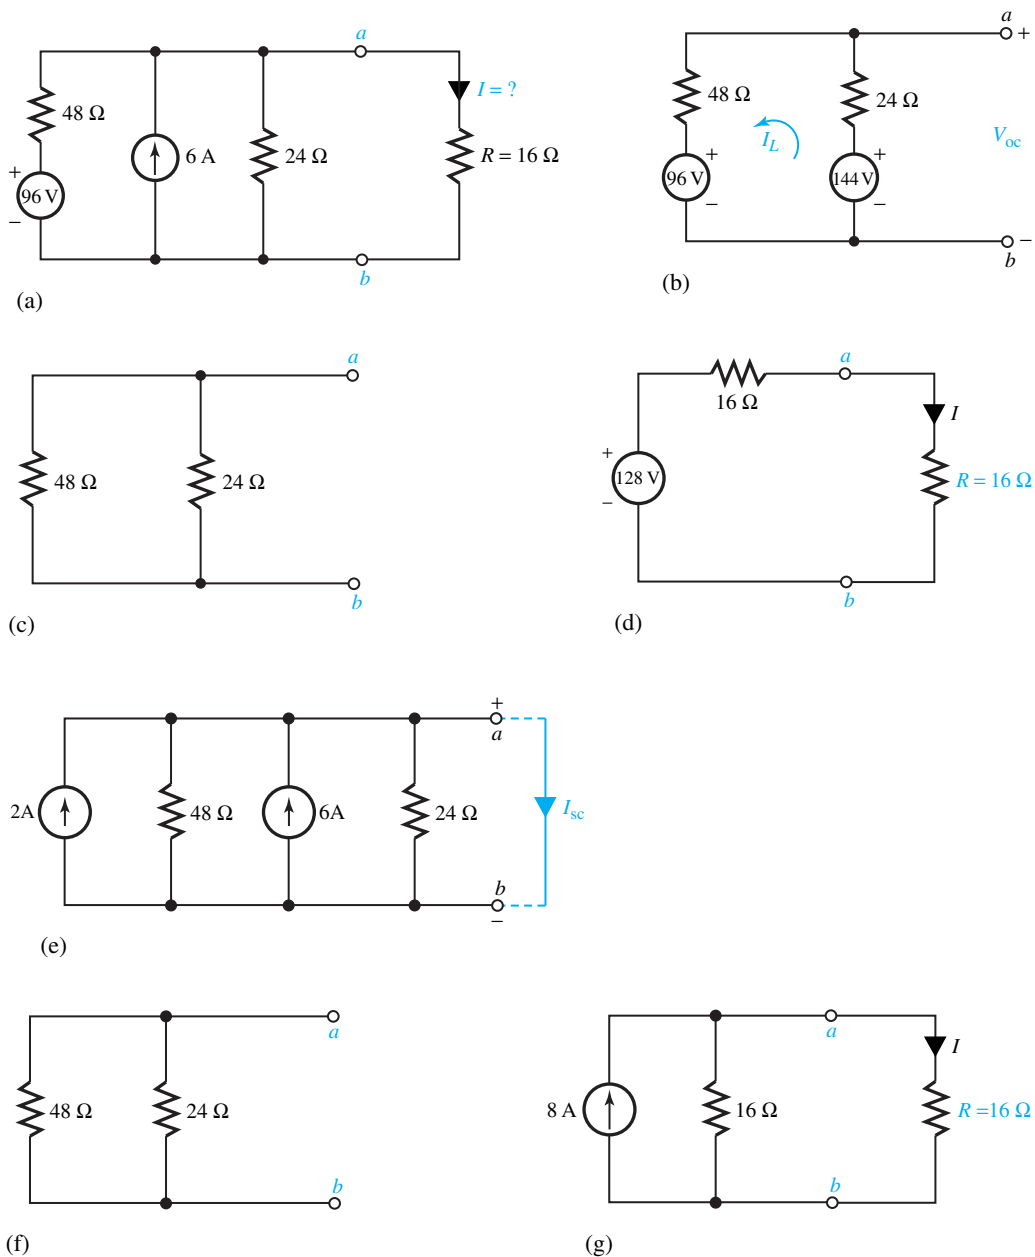 a
I = ?
48 Ω
6 A
24 Ω
R = 16 Ω
+
96 V
−
b
(a)
a
+
48 Ω
24 Ω
I_L
V_oc
+
96 V
−
+
144 V
−
b
−
(b)
a
48 Ω
24 Ω
b
(c)
a
16 Ω
I
+
128 V
−
R = 16 Ω
b
(d)
+
a
2A
48 Ω
6A
24 Ω
I_sc
b
−
(e)
a
48 Ω
24 Ω
b
(f)
a
I
8 A
16 Ω
R =16 Ω
b
(g)